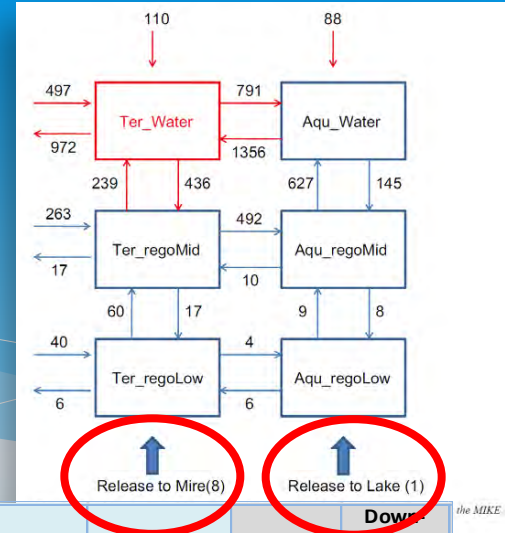 110 88
497 791
Ter_Water Aqu_Water
972 1356
239 436 627 145
263 492
Ter_regoMid Aqu_regoMid
17 10
60 17 9 8
40 4
Ter_regoLow Aqu_regoLow
6 6
Release to Mire(8) Release to Lake (1)
the MIKE